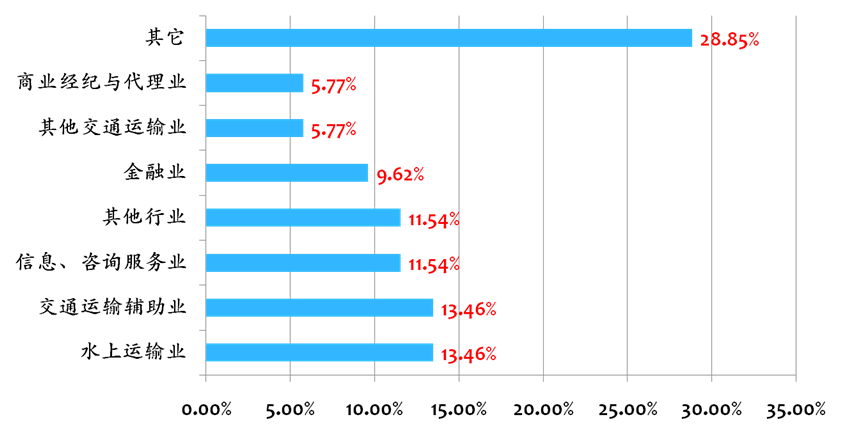 其它 28.85%
商业经纪与代理业 5.77%
其他交通运输业 5.77%
金融业 9.62%
其他行业 11.54%
信息、咨询服务业 11.54%
交通运输辅助业 13.46%
水上运输业 13.46%
0.00% 5.00% 10.00% 15.00% 20.00% 25.00% 30.00% 35.00%